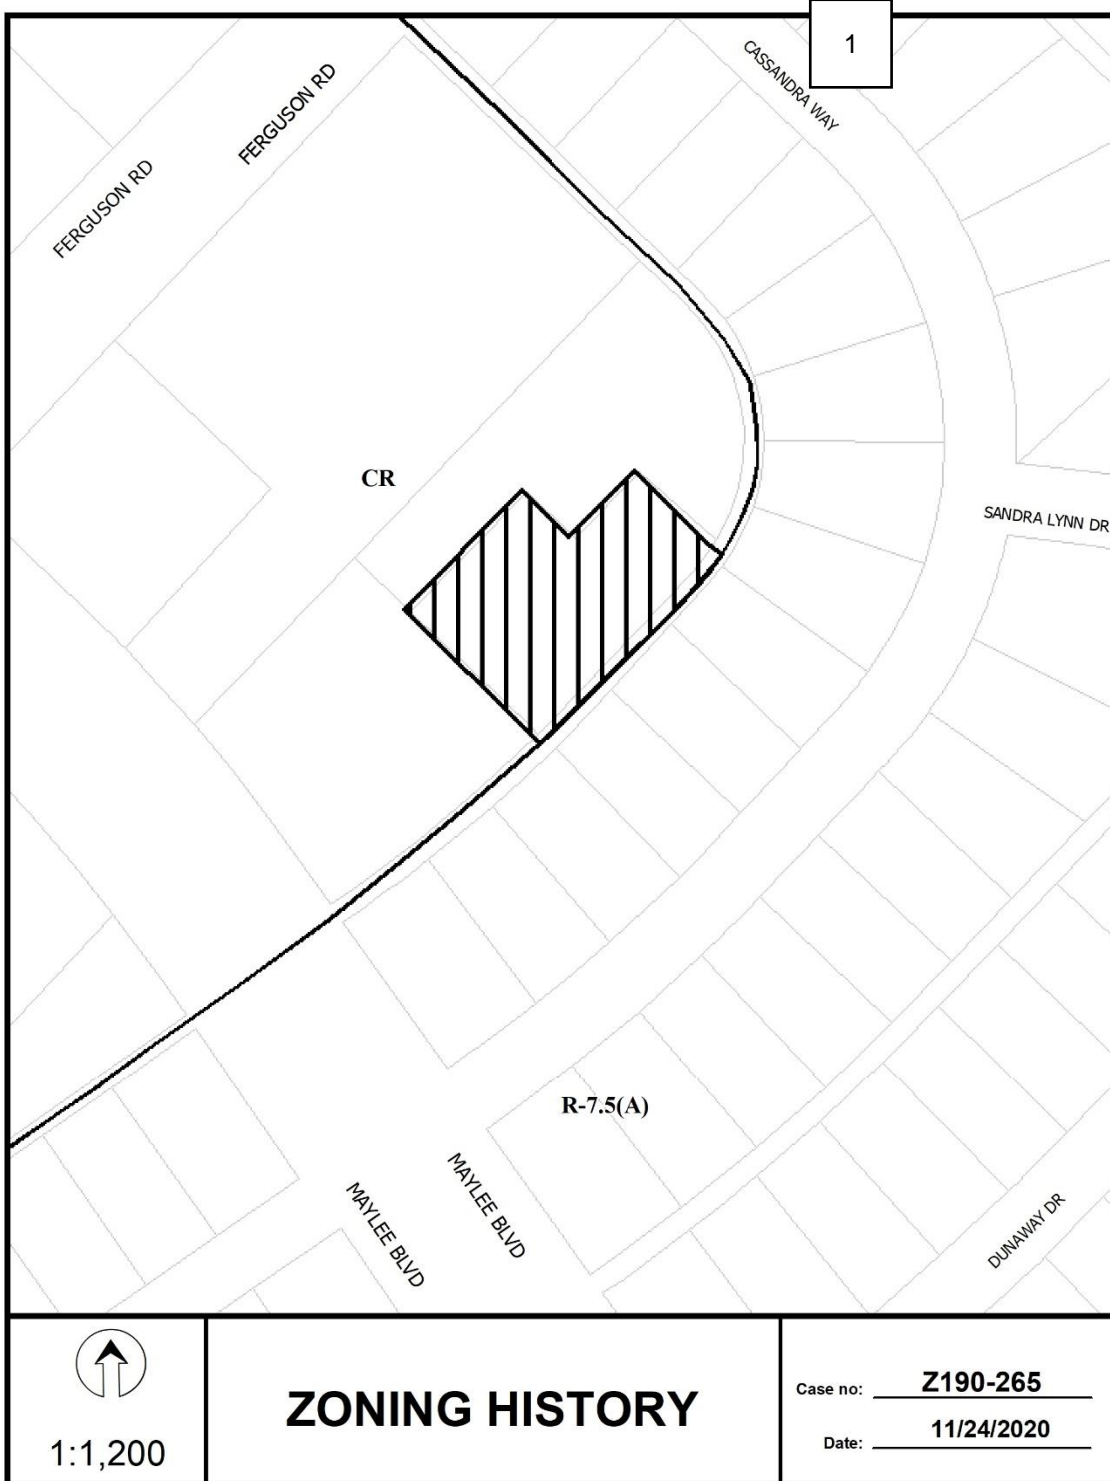 1
CASSANDRA WAY
FERGUSON RD
FERGUSON RD
CR
SANDRA LYNN DR
R-7.5(A)
MAYLEE BLVD
MAYLEE BLVD
DUNAWAY DR
1:1,200
ZONING HISTORY
Case no: Z190-265
Date: 11/24/2020